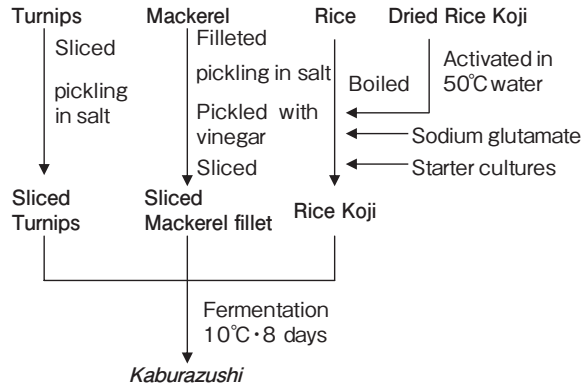 Turnips
Mackerel
Rice
Dried Rice Koji
Sliced
pickling
in salt
Filleted
pickling in salt
Pickled with
vinegar
Sliced
Boiled
Activated in
50℃ water
Sodium glutamate
Starter cultures
Sliced
Turnips
Sliced
Mackerel fillet
Rice Koji
Fermentation
10℃・8 days
Kaburazushi